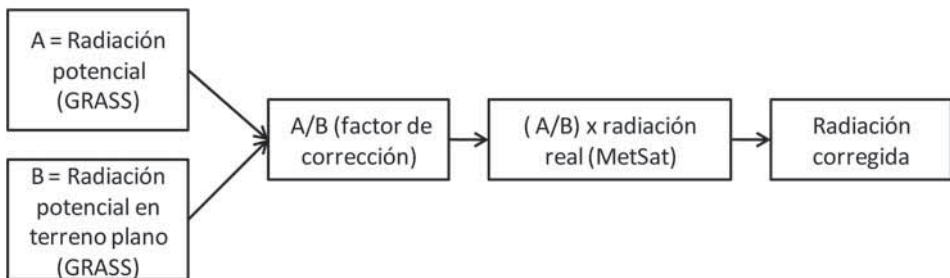 A = Radiación
potencial
(GRASS)
B = Radiación
potencial en
terreno plano
(GRASS)
A/B (factor de
corrección)
( A/B) x radiación
real (MetSat)
Radiación
corregida